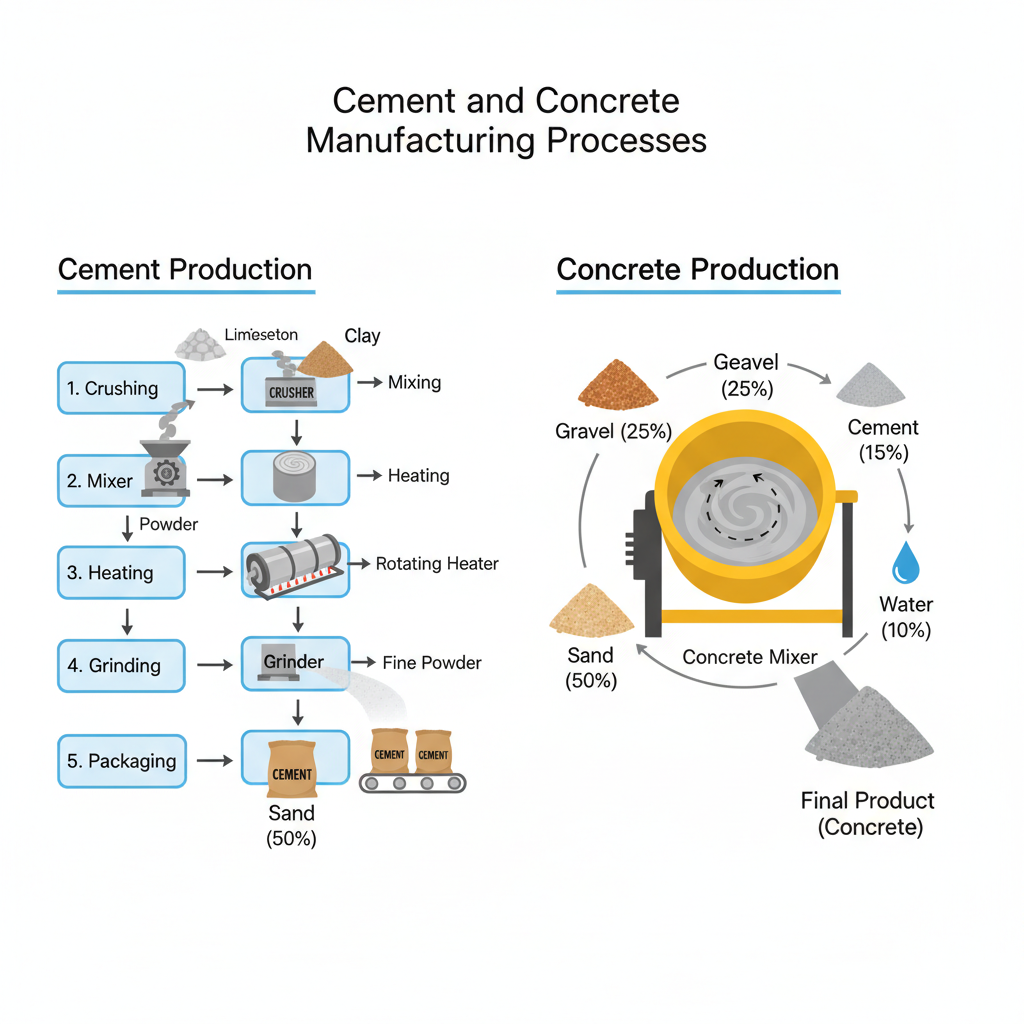 Cement and Concrete
Manufacturing Processes
Cement Production
Limieseton
Clay
1. Crushing
CRUSHER
Mixing
2. Mixer
Heating
Powder
3. Heating
Rotating Heater
4. Grinding
Grinder
Fine Powder
5. Packaging
CEMENT
CEMENT
CEMENT
Sand
(50%)
Concrete Production
Geavel
(25%)
Gravel (25%)
Cement
(15%)
Water
(10%)
Sand
(50%)
Concrete Mixer
Final Product
(Concrete)